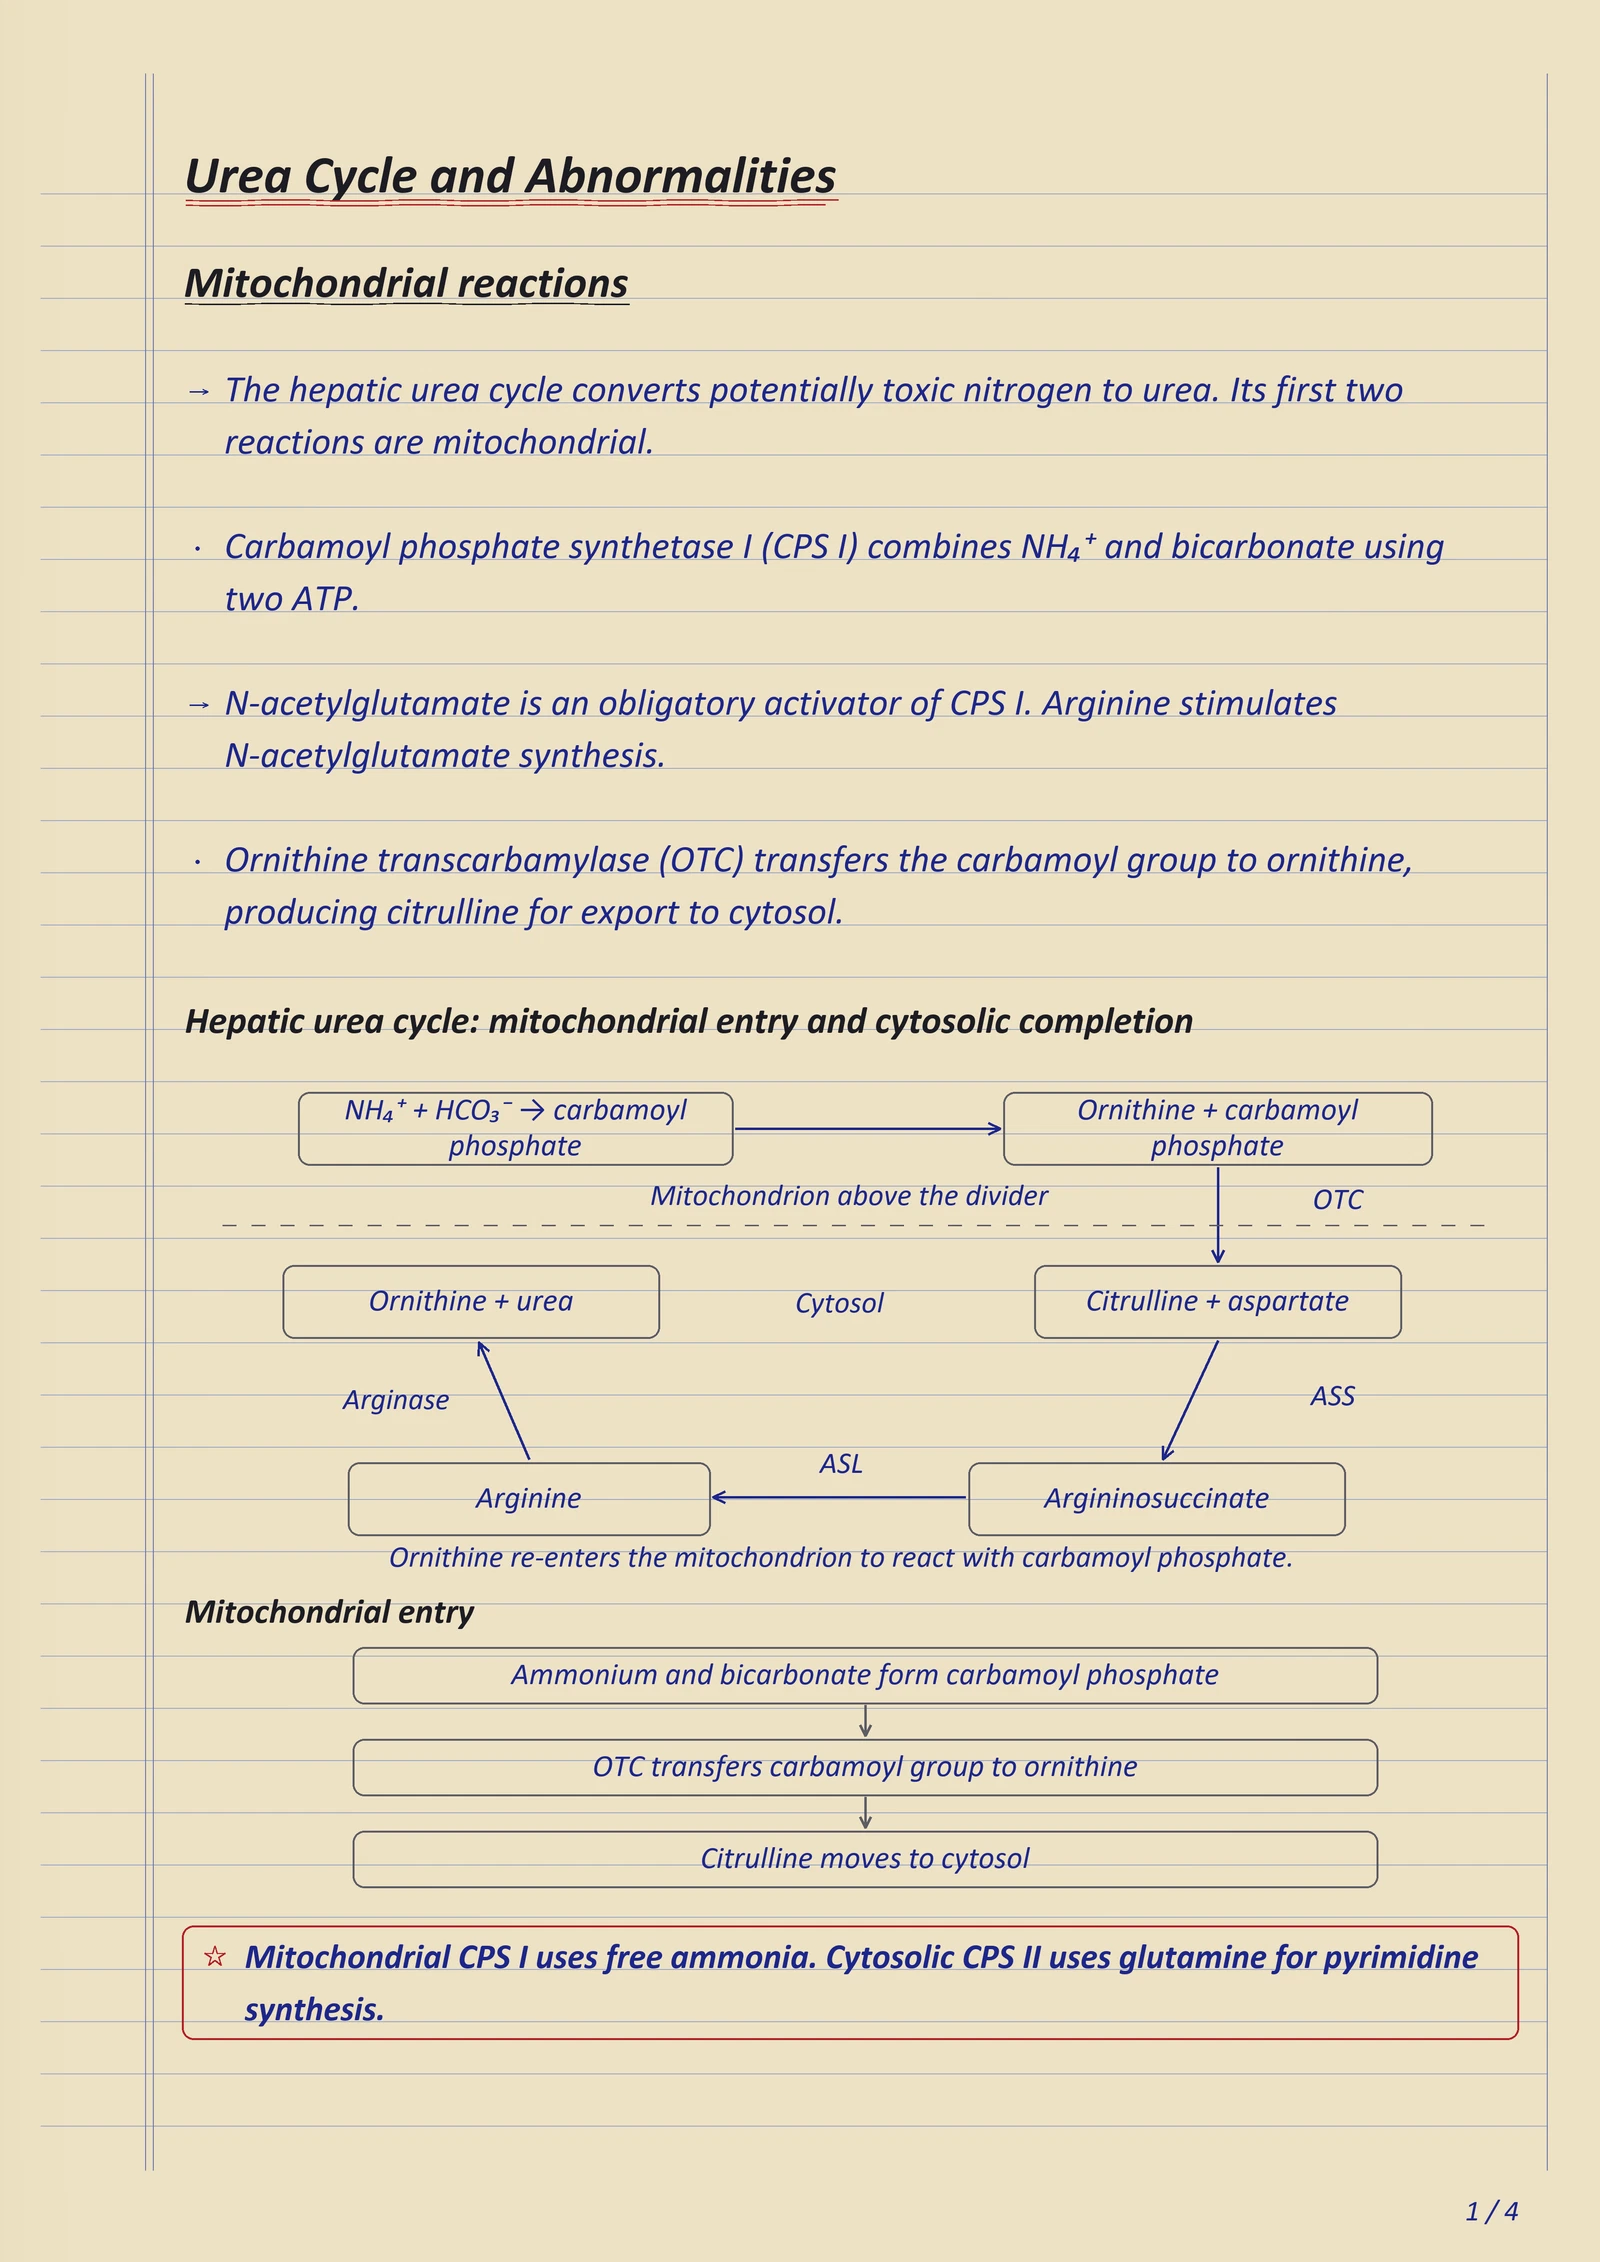 Urea Cycle and Abnormalities
Mitochondrial reactions
→ The hepatic urea cycle converts potentially toxic nitrogen to urea. Its first two
reactions are mitochondrial.
· Carbamoyl phosphate synthetase I (CPS I) combines NH₄⁺ and bicarbonate using
two ATP.
→ N-acetylglutamate is an obligatory activator of CPS I. Arginine stimulates
N-acetylglutamate synthesis.
· Ornithine transcarbamylase (OTC) transfers the carbamoyl group to ornithine,
producing citrulline for export to cytosol.
Hepatic urea cycle: mitochondrial entry and cytosolic completion
NH₄⁺ + HCO₃⁻ → carbamoyl
phosphate
Ornithine + carbamoyl
phosphate
Mitochondrion above the divider
OTC
Ornithine + urea
Cytosol
Citrulline + aspartate
Arginase
ASS
ASL
Arginine
Argininosuccinate
Ornithine re-enters the mitochondrion to react with carbamoyl phosphate.
Mitochondrial entry
Ammonium and bicarbonate form carbamoyl phosphate
OTC transfers carbamoyl group to ornithine
Citrulline moves to cytosol
☆ Mitochondrial CPS I uses free ammonia. Cytosolic CPS II uses glutamine for pyrimidine
synthesis.
1 / 4